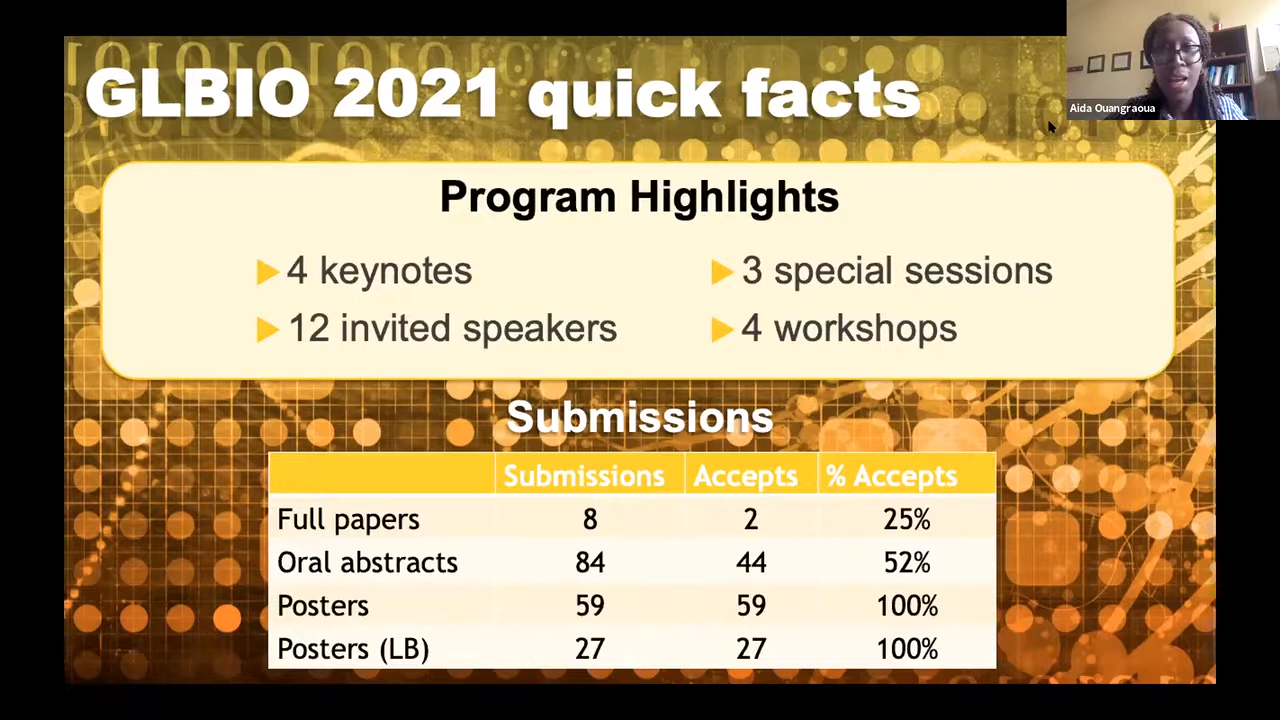 GLBIO 2021 quick facts
Aida Ouangraoua
Program Highlights
4 keynotes
3 special sessions
12 invited speakers
4 workshops
Submissions
Submissions Accepts % Accepts
Full papers 8 2 25%
Oral abstracts 84 44 52%
Posters 59 59 100%
Posters (LB) 27 27 100%